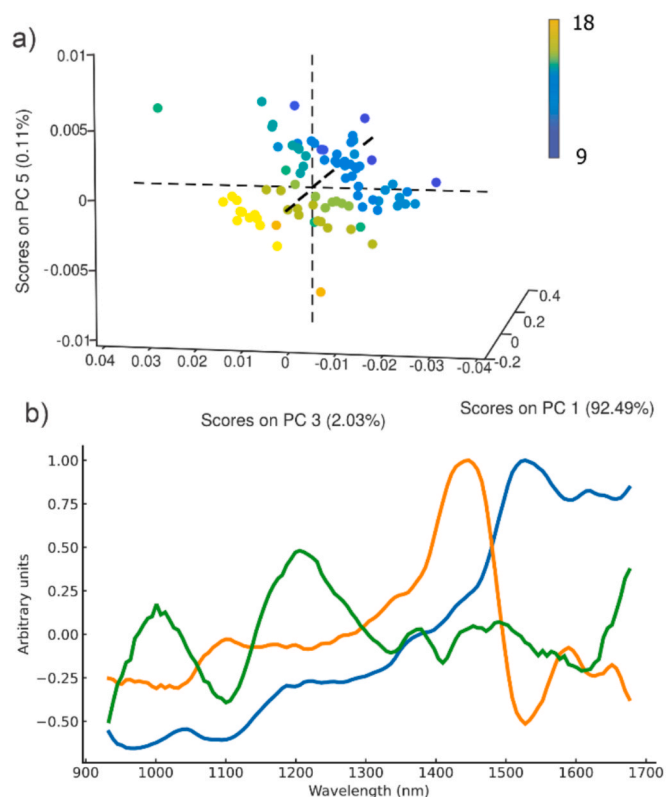 a)
18
9
0.01
0.005
0
-0.005
-0.01
Scores on PC 5 (0.11%)
0.04 0.03 0.02 0.01 0 -0.01 -0.02 -0.03 -0.04
0.4
0.2
0
-0.2
b)
Scores on PC 3 (2.03%)
Scores on PC 1 (92.49%)
1.00
0.75
0.50
0.25
0.00
−0.25
−0.50
Arbitrary units
900 1000 1100 1200 1300 1400 1500 1600 1700
Wavelength (nm)